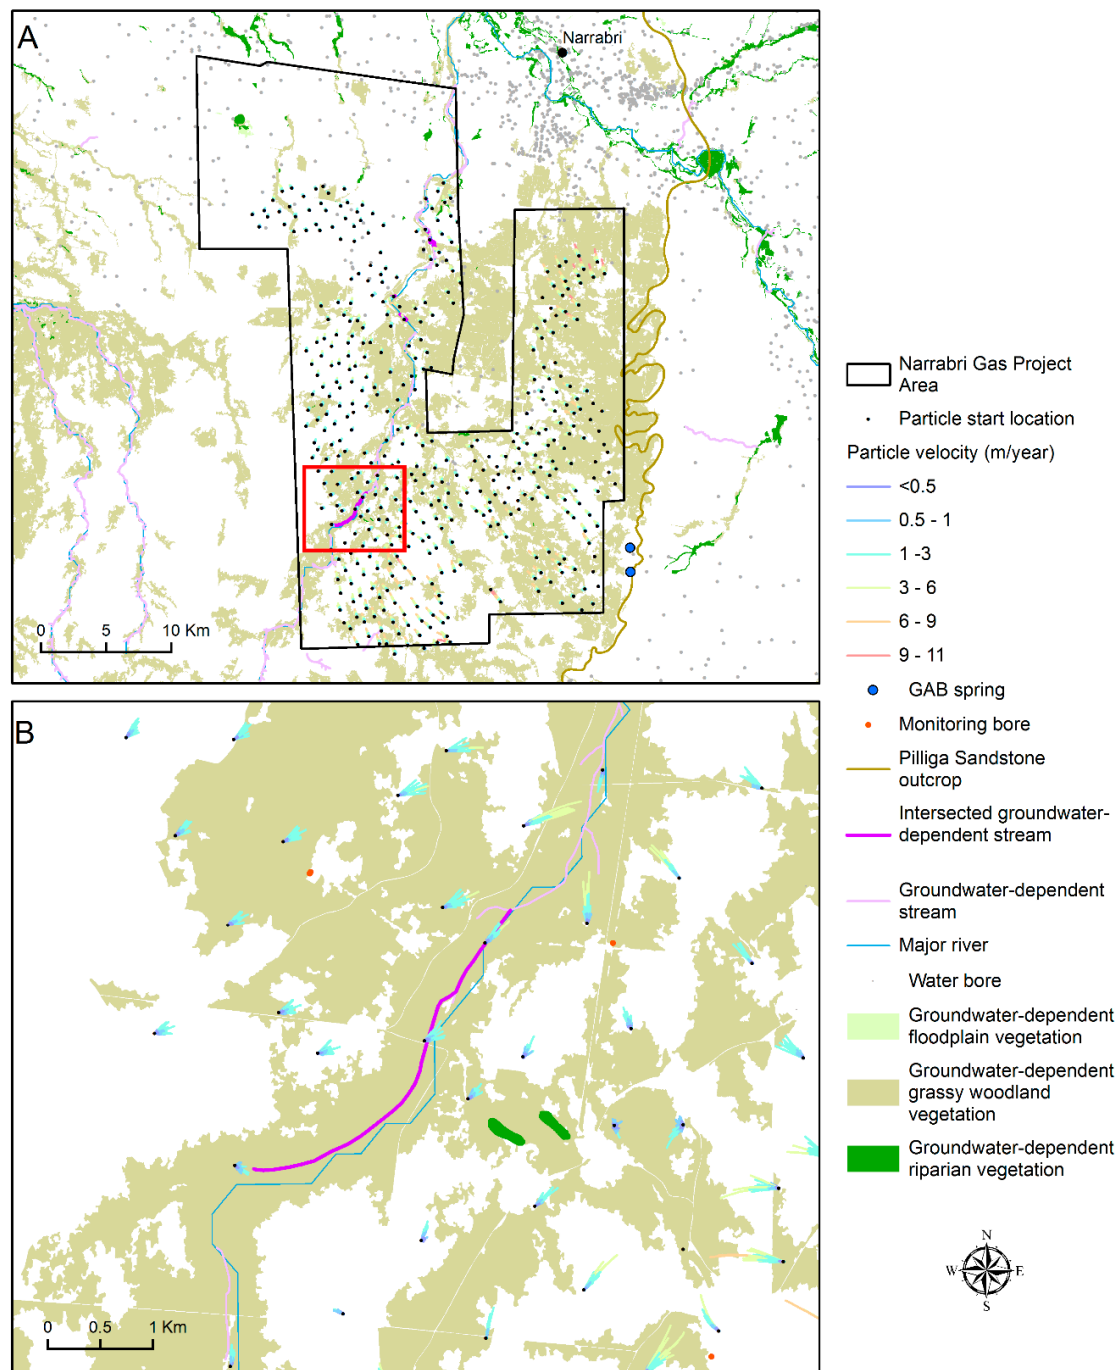 A
Narrabri
0 5 10 Km
B
0 0.5 1 Km
Narrabri Gas Project
Area
Particle start location
Particle velocity (m/year)
<0.5
0.5 - 1
1 -3
3 - 6
6 - 9
9 - 11
GAB spring
Monitoring bore
Pilliga Sandstone
outcrop
Intersected groundwater-
dependent stream
Groundwater-dependent
stream
Major river
Water bore
Groundwater-dependent
floodplain vegetation
Groundwater-dependent
grassy woodland
vegetation
Groundwater-dependent
riparian vegetation
N
W E
S